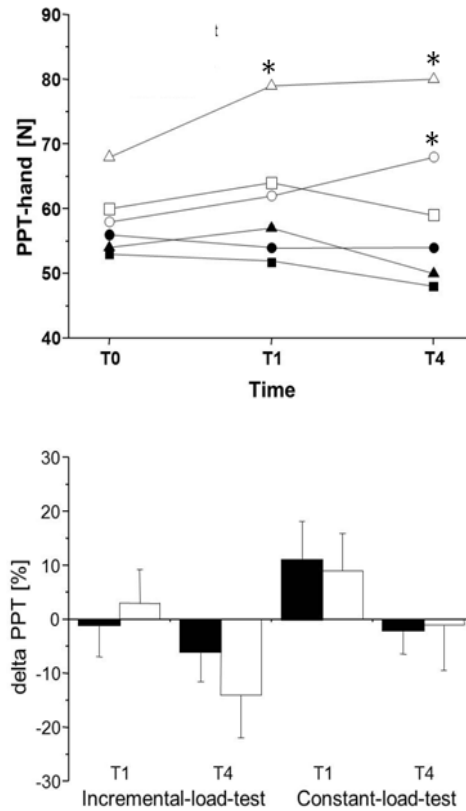 t
90
80
70
60
50
40
PPT-hand [N]
* * *
T0 T1 T4
Time
30
20
10
0
-10
-20
-30
delta PPT [%]
T1 T4 T1 T4
Incremental-load-test Constant-load-test